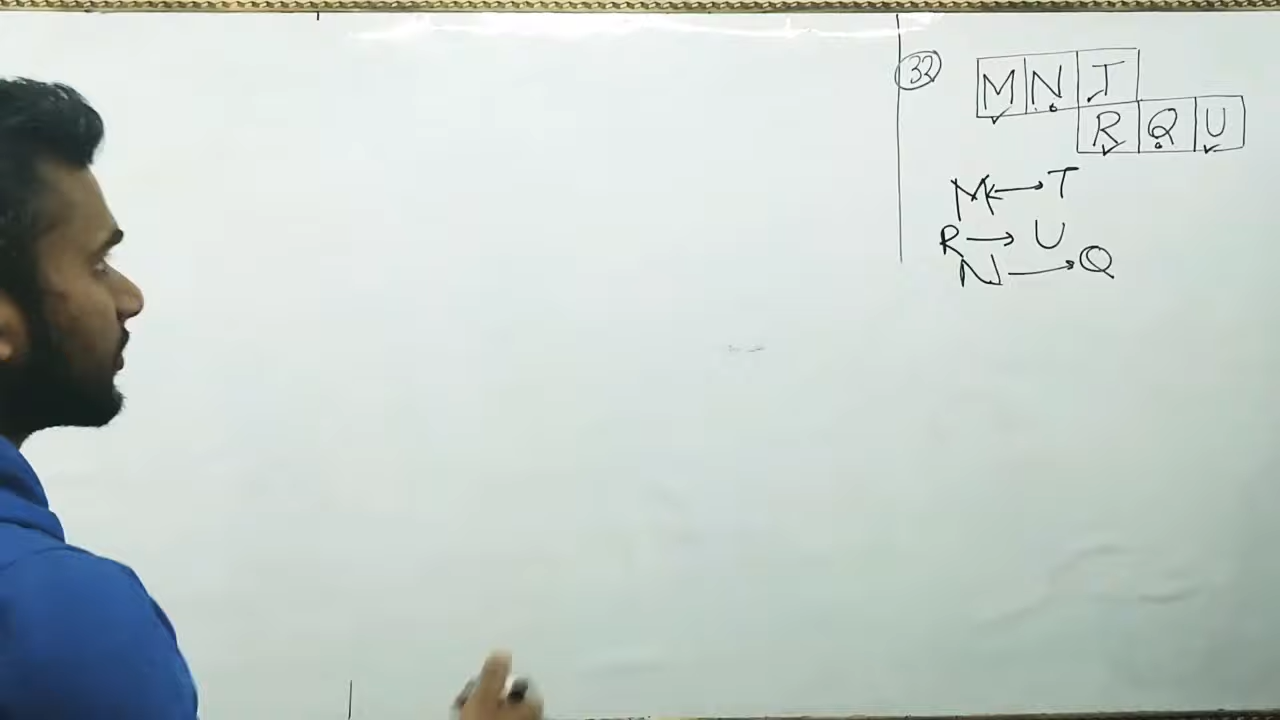 32
M N T
R Q U
M ↔ T
R → U
N → Q